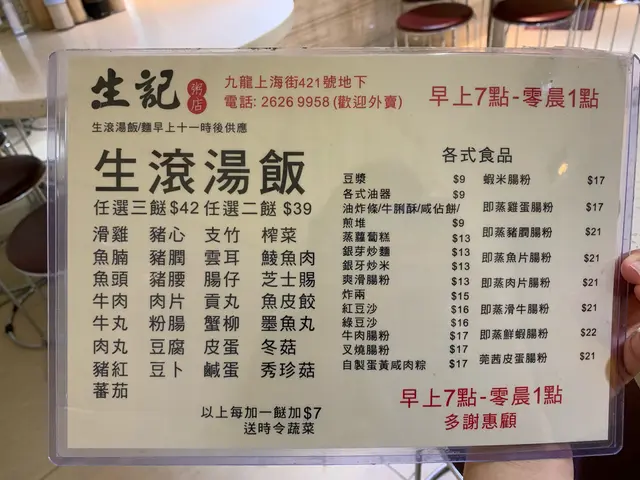 生記 粥店
九龍上海街421號地下
電話: 2626 9958 (歡迎外賣)
早上7點-零晨1點
生滾湯飯/麵早上十一時後供應
生滾湯飯
任選三餸$42 任選二餸 $39
滑雞 豬心 支竹 榨菜
魚腩 豬膶 雲耳 鯪魚肉
魚頭 豬腰 腸仔 芝士腸
牛肉 肉片 貢丸 魚皮餃
牛丸 粉腸 蟹柳 墨魚丸
肉丸 豆腐 皮蛋 冬菇
豬紅 豆卜 鹹蛋 秀珍菇
蕃茄
以上每加一餸加$7
送時令蔬菜
各式食品
豆漿 $9
各式油器 $9
油炸條/牛脷酥/咸佔餅/
煎堆 $9
蒸蘿蔔糕 $13
銀芽炒麵 $13
銀牙炒米 $13
爽滑腸粉 $13
炸兩 $15
紅豆沙 $16
綠豆沙 $16
牛肉腸粉 $17
叉燒腸粉 $17
自製蛋黃咸肉粽 $17
蝦米腸粉 $17
即蒸雞蛋腸粉 $17
即蒸豬膶腸粉 $21
即蒸魚片腸粉 $21
即蒸肉片腸粉 $21
即蒸滑牛腸粉 $21
即蒸鮮蝦腸粉 $22
莞茜皮蛋腸粉 $21
早上7點-零晨1點
多謝惠顧